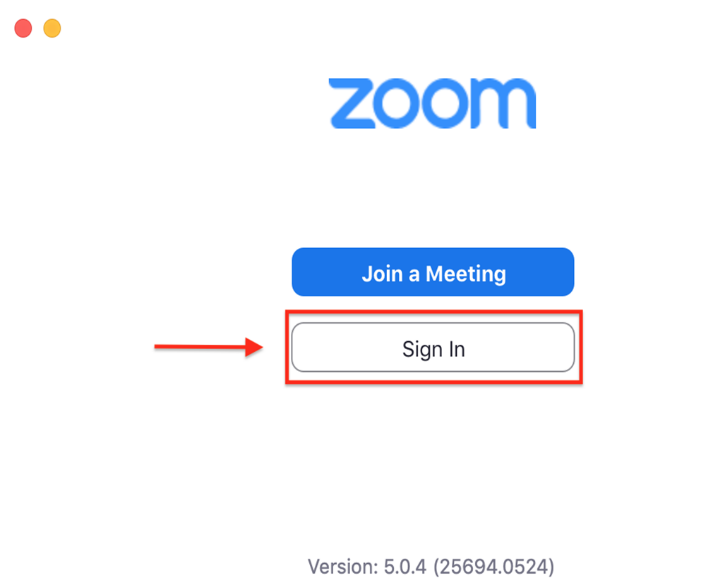 zoom
Join a Meeting
Sign In
Version: 5.0.4 (25694.0524)